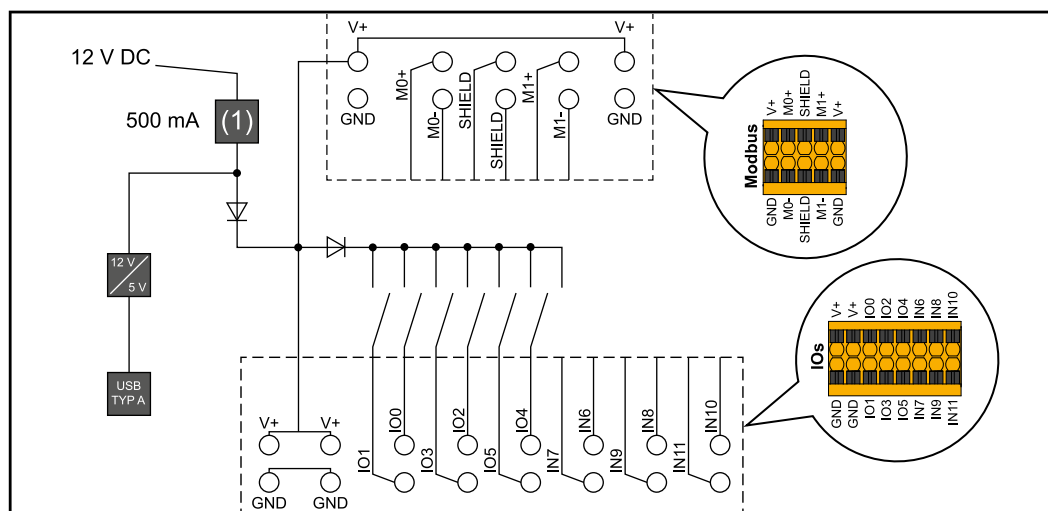 12 V DC
500 mA
(1)
12 V
5 V
USB
TYP A
V+
V+
M0+
SHIELD
M1+
GND
M0-
SHIELD
M1-
GND
V+
M0+
SHIELD
M1+
V+
Modbus
GND
M0-
SHIELD
M1-
GND
V+
V+
IO0
IO2
IO4
IN6
IN8
IN10
IOs
GND
GND
IO1
IO3
IO5
IN7
IN9
IN11
V+
V+
IO0
IO2
IO4
IN6
IN8
IN10
IO1
IO3
IO5
IN7
IN9
IN11
GND
GND